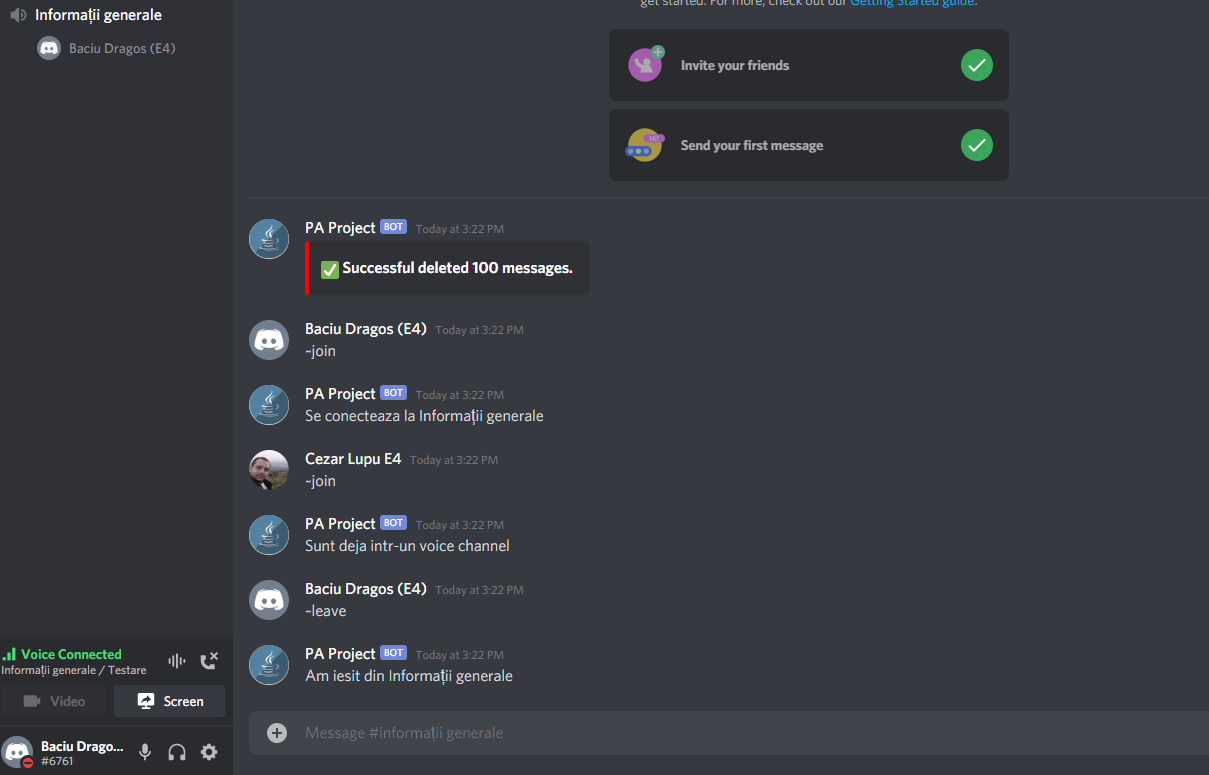 Informații generale
Baciu Dragos (E4)
get started. For more, check out our Getting Started guide.
Invite your friends
HI!
Send your first message
PA Project BOT Today at 3:22 PM
✅ Successful deleted 100 messages.
Baciu Dragos (E4) Today at 3:22 PM
~join
PA Project BOT Today at 3:22 PM
Se conecteaza la Informații generale
Cezar Lupu E4 Today at 3:22 PM
~join
PA Project BOT Today at 3:22 PM
Sunt deja intr-un voice channel
Baciu Dragos (E4) Today at 3:22 PM
~leave
PA Project BOT Today at 3:22 PM
Am iesit din Informații generale
Message #informații generale
Voice Connected
Informații generale / Testare
Video
Screen
Baciu Drago...
#6761